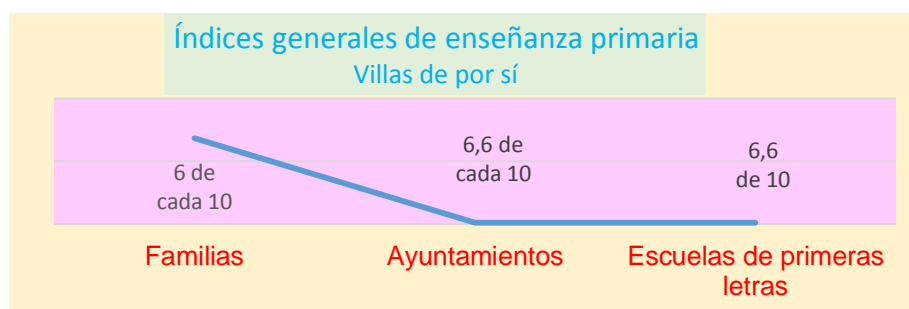 Índices generales de enseñanza primaria
Villas de por sí
6 de
cada 10
6,6 de
cada 10
6,6
de 10
Familias
Ayuntamientos
Escuelas de primeras
letras